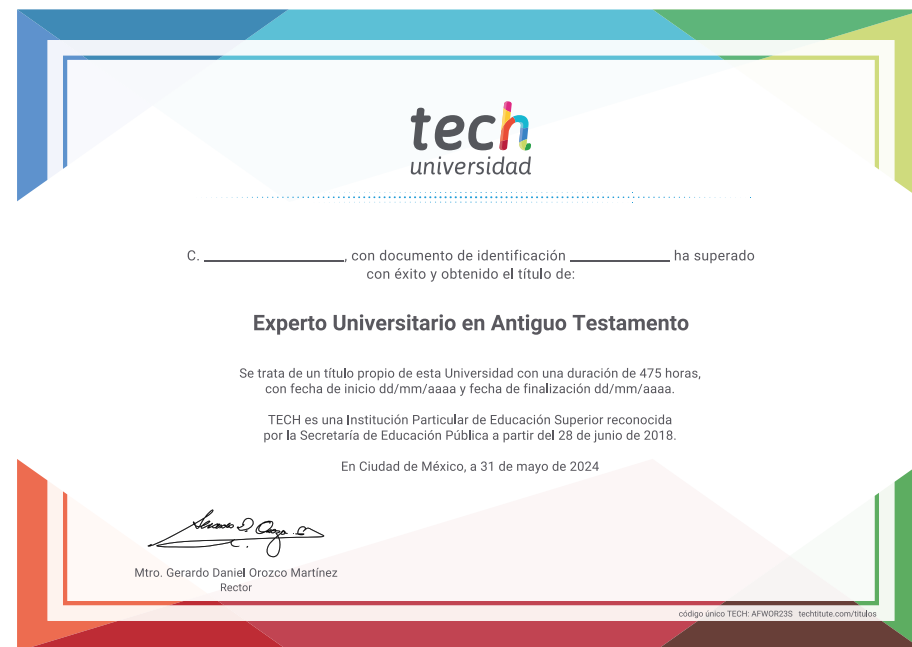 tech
universidad
C. ____________, con documento de identificación ____________ ha superado
con éxito y obtenido el título de:
Experto Universitario en Antiguo Testamento
Se trata de un título propio de esta Universidad con una duración de 475 horas,
con fecha de inicio dd/mm/aaaa y fecha de finalización dd/mm/aaaa.
TECH es una Institución Particular de Educación Superior reconocida
por la Secretaría de Educación Pública a partir del 28 de junio de 2018.
En Ciudad de México, a 31 de mayo de 2024
Mtro. Gerardo Daniel Orozco Martínez
Rector
código único TECH: AFWOR23S techtitute.com/titulos